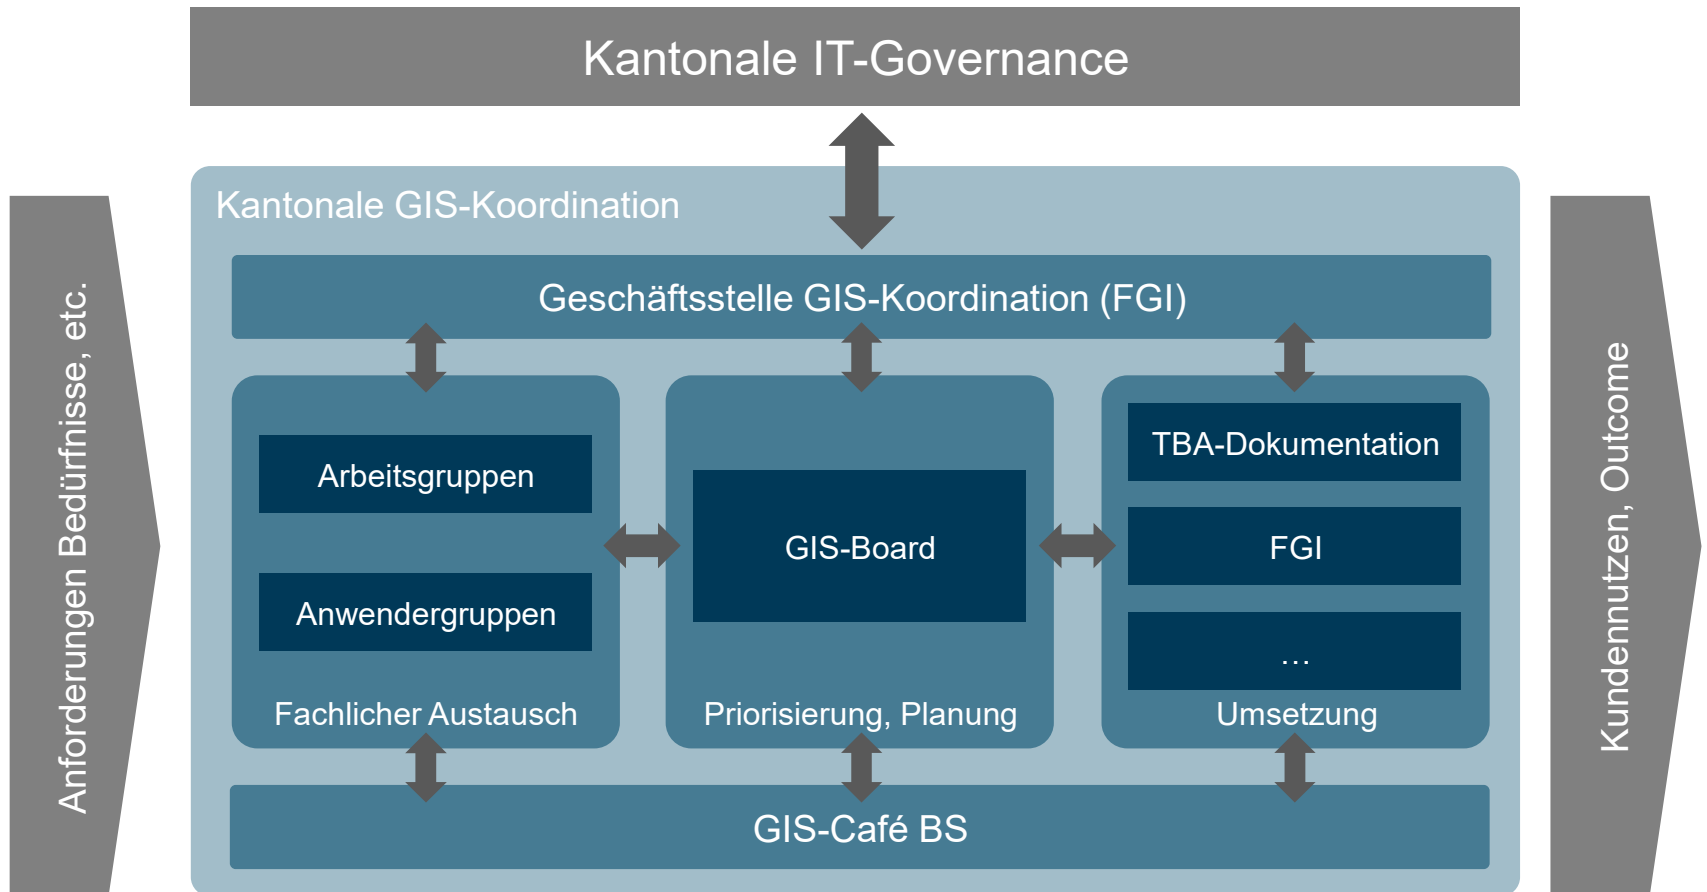 Kantonale IT-Governance
Kantonale GIS-Koordination
Anforderungen Bedürfnisse, etc.
Geschäftsstelle GIS-Koordination (FGI)
Arbeitsgruppen
Anwendergruppen
Fachlicher Austausch
GIS-Board
Priorisierung, Planung
TBA-Dokumentation
FGI
...
Umsetzung
GIS-Café BS
Kundennutzen, Outcome